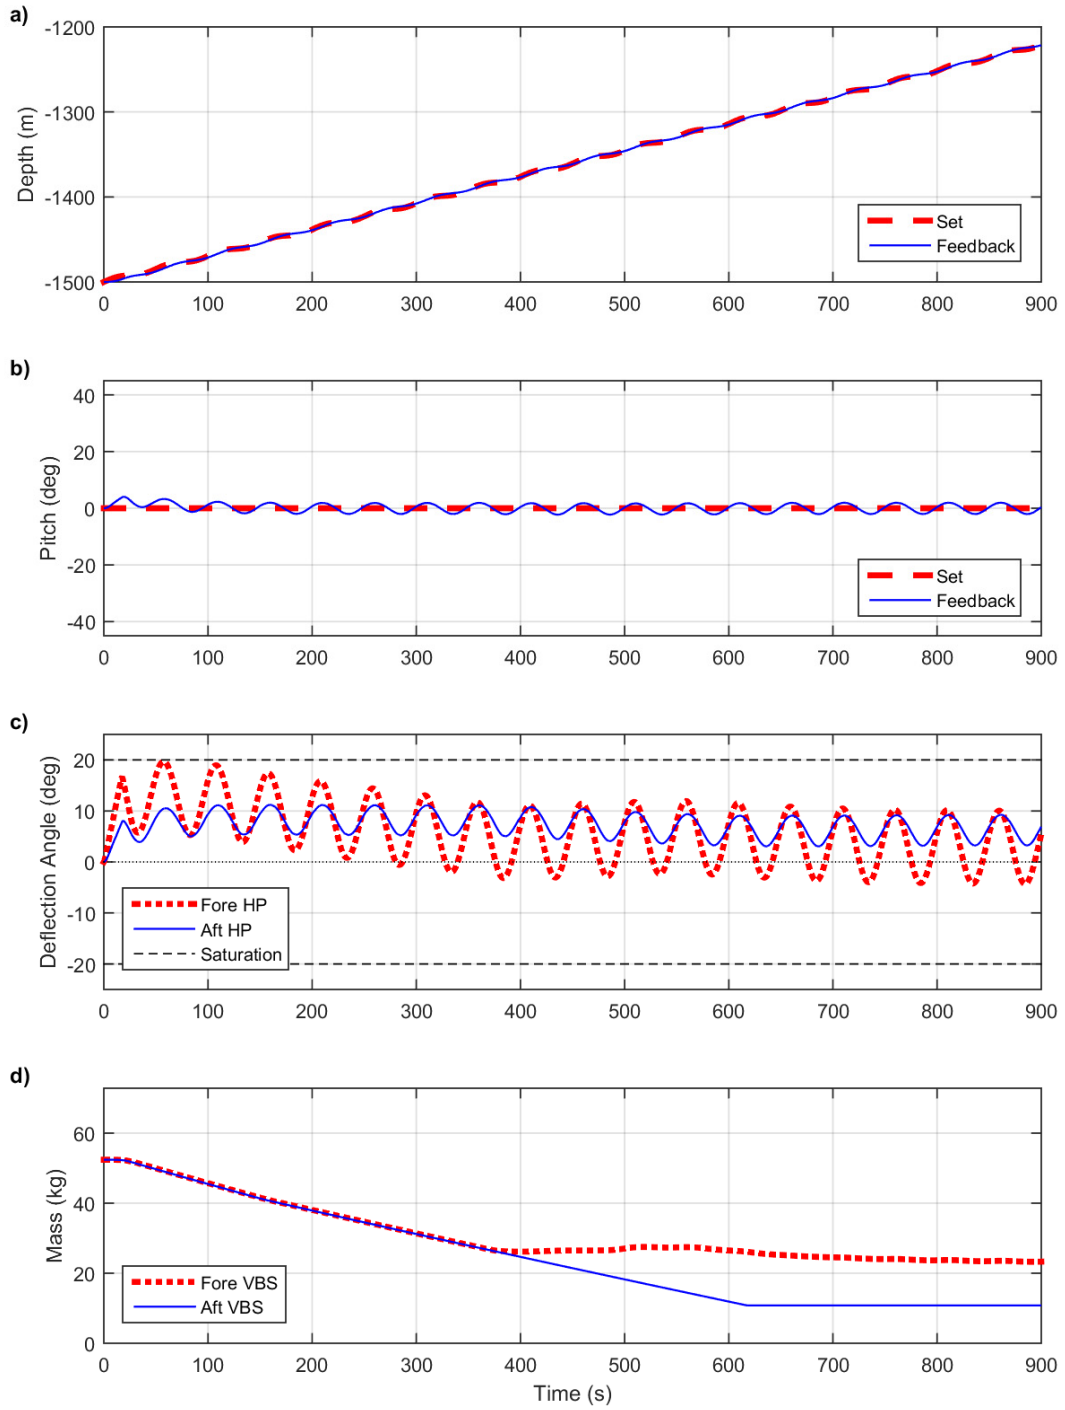 a)
-1200
-1300
-1400
-1500
Depth (m)
Set
Feedback
0 100 200 300 400 500 600 700 800 900
b)
40
20
0
-20
-40
Pitch (deg)
Set
Feedback
0 100 200 300 400 500 600 700 800 900
c)
20
10
0
-10
-20
Deflection Angle (deg)
Fore HP
Aft HP
Saturation
0 100 200 300 400 500 600 700 800 900
d)
60
40
20
0
Mass (kg)
Fore VBS
Aft VBS
0 100 200 300 400 500 600 700 800 900
Time (s)